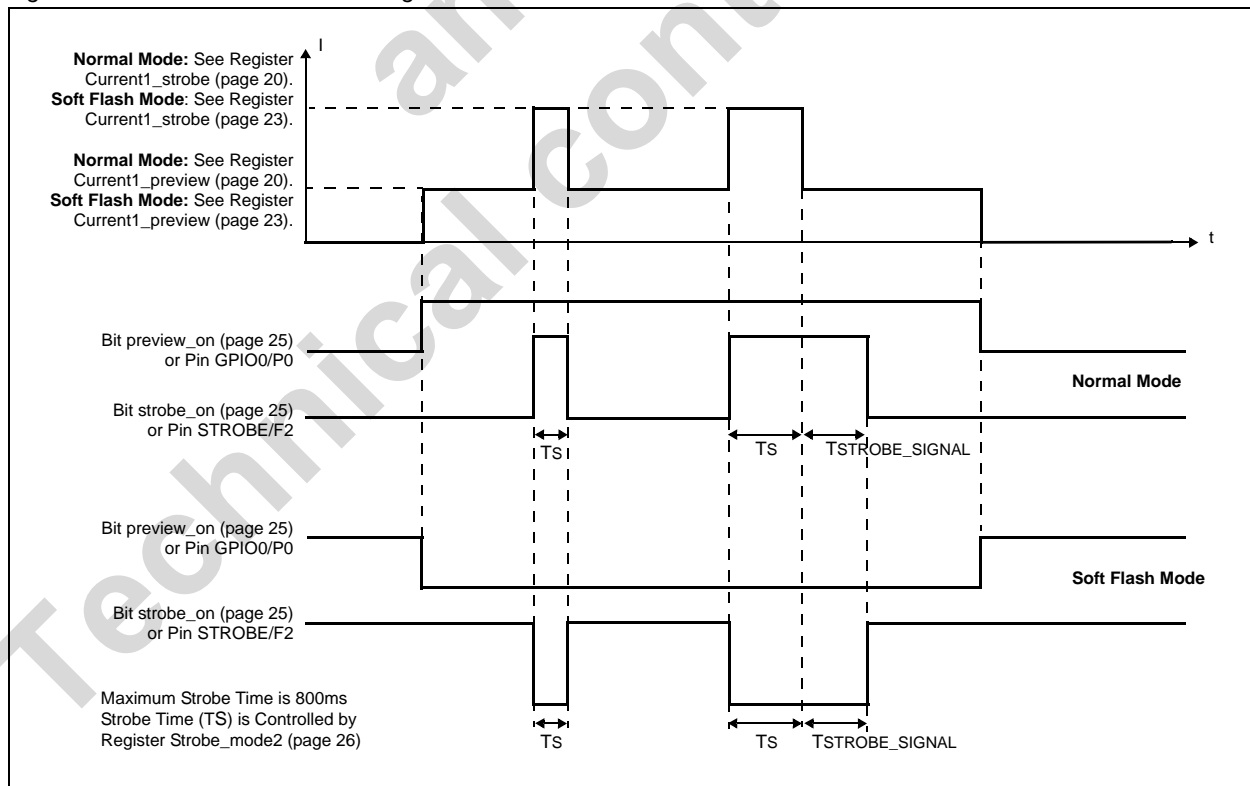 Normal Mode: See Register
Current1_strobe (page 20).
Soft Flash Mode: See Register
Current1_strobe (page 23).
Normal Mode: See Register
Current1_preview (page 20).
Soft Flash Mode: See Register
Current1_preview (page 23).
I
t
Bit preview_on (page 25)
or Pin GPIO0/P0
Normal Mode
Bit strobe_on (page 25)
or Pin STROBE/F2
TS
TS
TSTROBE_SIGNAL
Bit preview_on (page 25)
or Pin GPIO0/P0
Soft Flash Mode
Bit strobe_on (page 25)
or Pin STROBE/F2
Maximum Strobe Time is 800ms
Strobe Time (TS) is Controlled by
Register Strobe_mode2 (page 26)
TS
TS
TSTROBE_SIGNAL
Technical cont
an